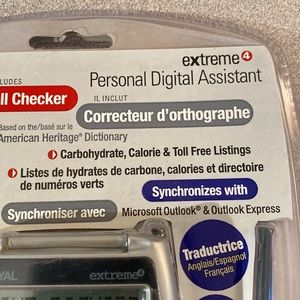 extreme4
Personal Digital Assistant
ll Checker
IL INCLUT
Correcteur d'orthographe
Based on the/basé sur le
American Heritage® Dictionary
• Carbohydrate, Calorie & Toll Free Listings
• Listes de hydrates de carbone, calories et directoire
de numéros verts
Synchronizes with
Synchroniser avec
Microsoft Outlook® & Outlook Express
Traductrice
Anglais/Espagnol
Français
YAL
extreme4